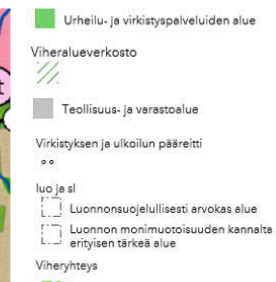 Urheilu- ja virkistyspalveluiden alue
Viheralueverkosto
t
Teollisuus- ja varastoalue
Virkistyksen ja ulkoilun pääreitti
luo ja sl
Luonnonsuojelullisesti arvokas alue
Luonnon monimuotoisuuden kannalta
erityisen tärkeä alue
Viheryhteys